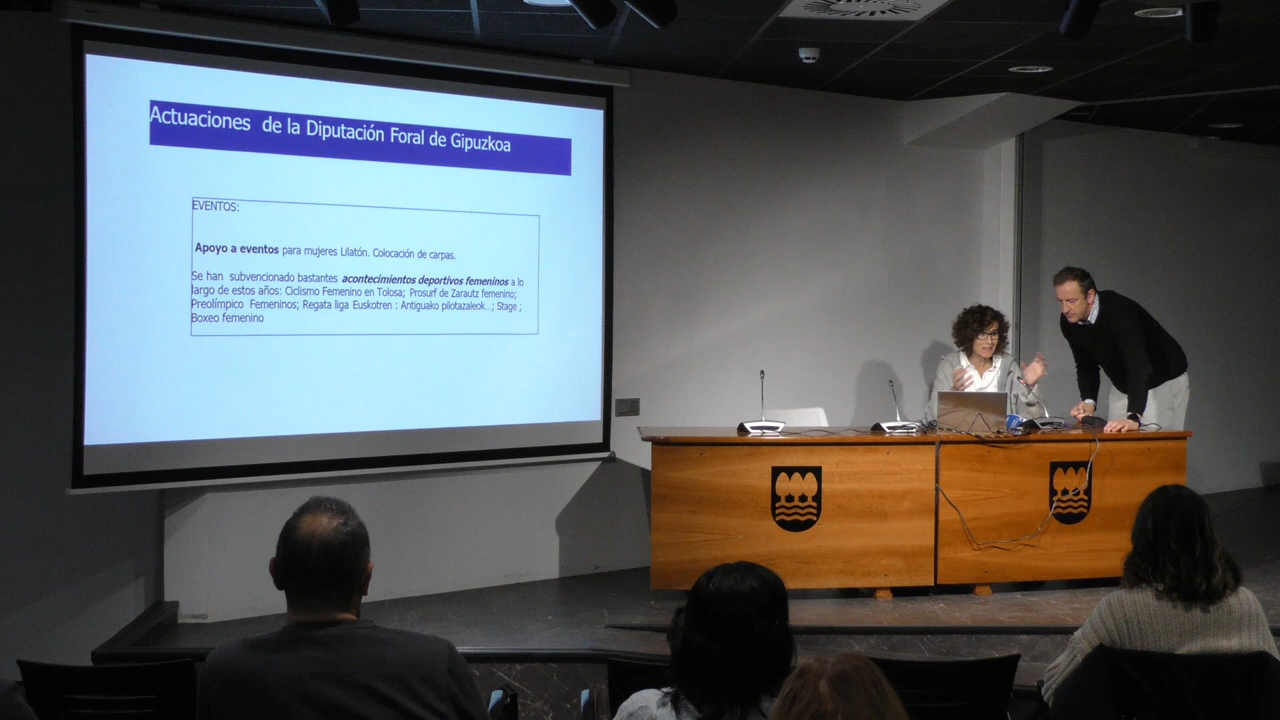 Actuaciones de la Diputación Foral de Gipuzkoa
EVENTOS:
Apoyo a eventos para mujeres Lilatón. Colocación de carpas.
Se han subvencionado bastantes acontecimientos deportivos femeninos a lo
largo de estos años: Ciclismo Femenino en Tolosa; Prosurf de Zarautz femenino;
Preolímpico Femeninos; Regata liga Euskotren : Antiguako pilotazaleok...; Stage ;
Boxeo femenino